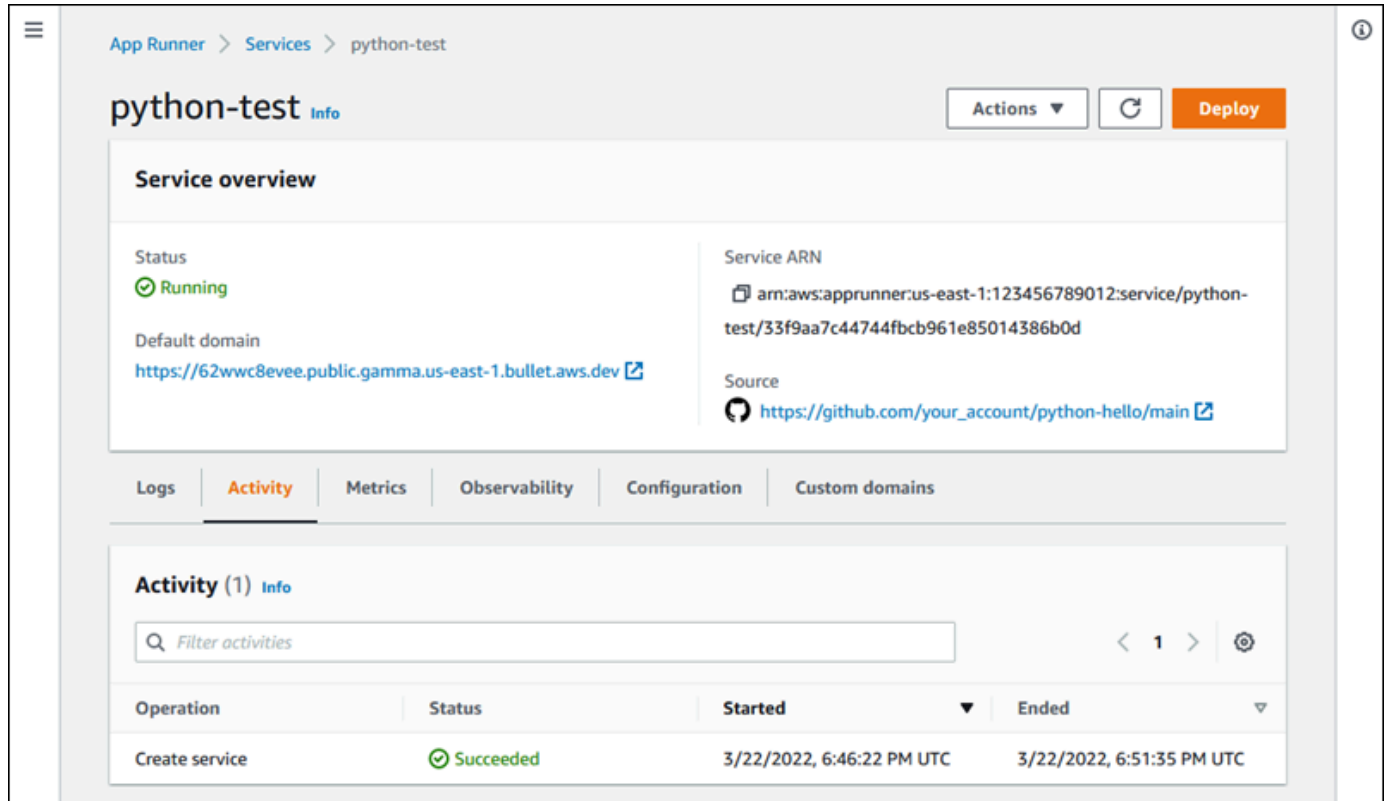 App Runner > Services > python-test
python-test Info
Actions
Deploy
Service overview
Status
Running
Default domain
https://62wwc8evee.public.gamma.us-east-1.bullet.aws.dev
Service ARN
arn:aws:apprunner:us-east-1:123456789012:service/python-
test/33f9aa7c44744fbcb961e85014386b0d
Source
https://github.com/your_account/python-hello/main
Logs Activity Metrics Observability Configuration Custom domains
Activity (1) Info
Filter activities
< 1 >
Operation Status Started Ended
Create service Succeeded 3/22/2022, 6:46:22 PM UTC 3/22/2022, 6:51:35 PM UTC